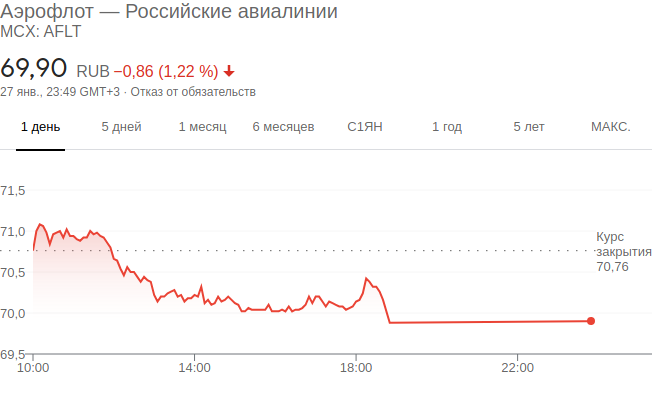 Аэрофлот — Российские авиалинии
MCX: AFLT
69,90 RUB −0,86 (1,22 %)
27 янв., 23:49 GMT+3 · Отказ от обязательств
1 день 5 дней 1 месяц 6 месяцев С1ЯН 1 год 5 лет МАКС.
71,5
71,0
70,5
70,0
69,5
Курс
закрытия
70,76
10:00 14:00 18:00 22:00